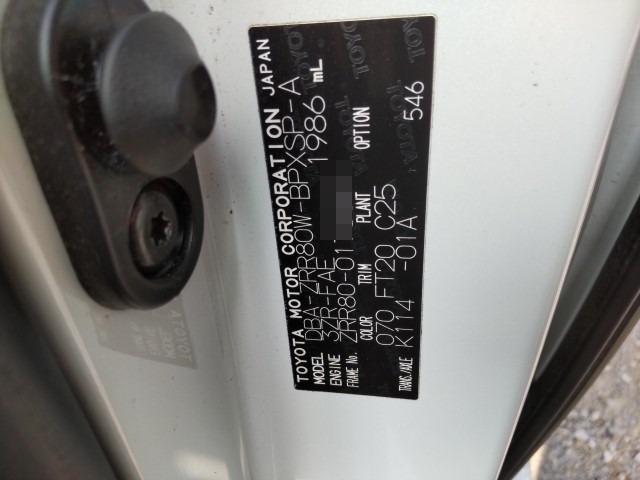 TOYOTA MOTOR CORPORATION JAPAN
MODEL DBA-ZRR80W-BPXSP-A
ENGINE 3ZR-FAE 1986 mL
FRAME No. ZRR80-01
COLOR TRIM PLANT OPTION
070 FT20 C25 546
TRANS./AXLE K114 -01A
TOYOTA